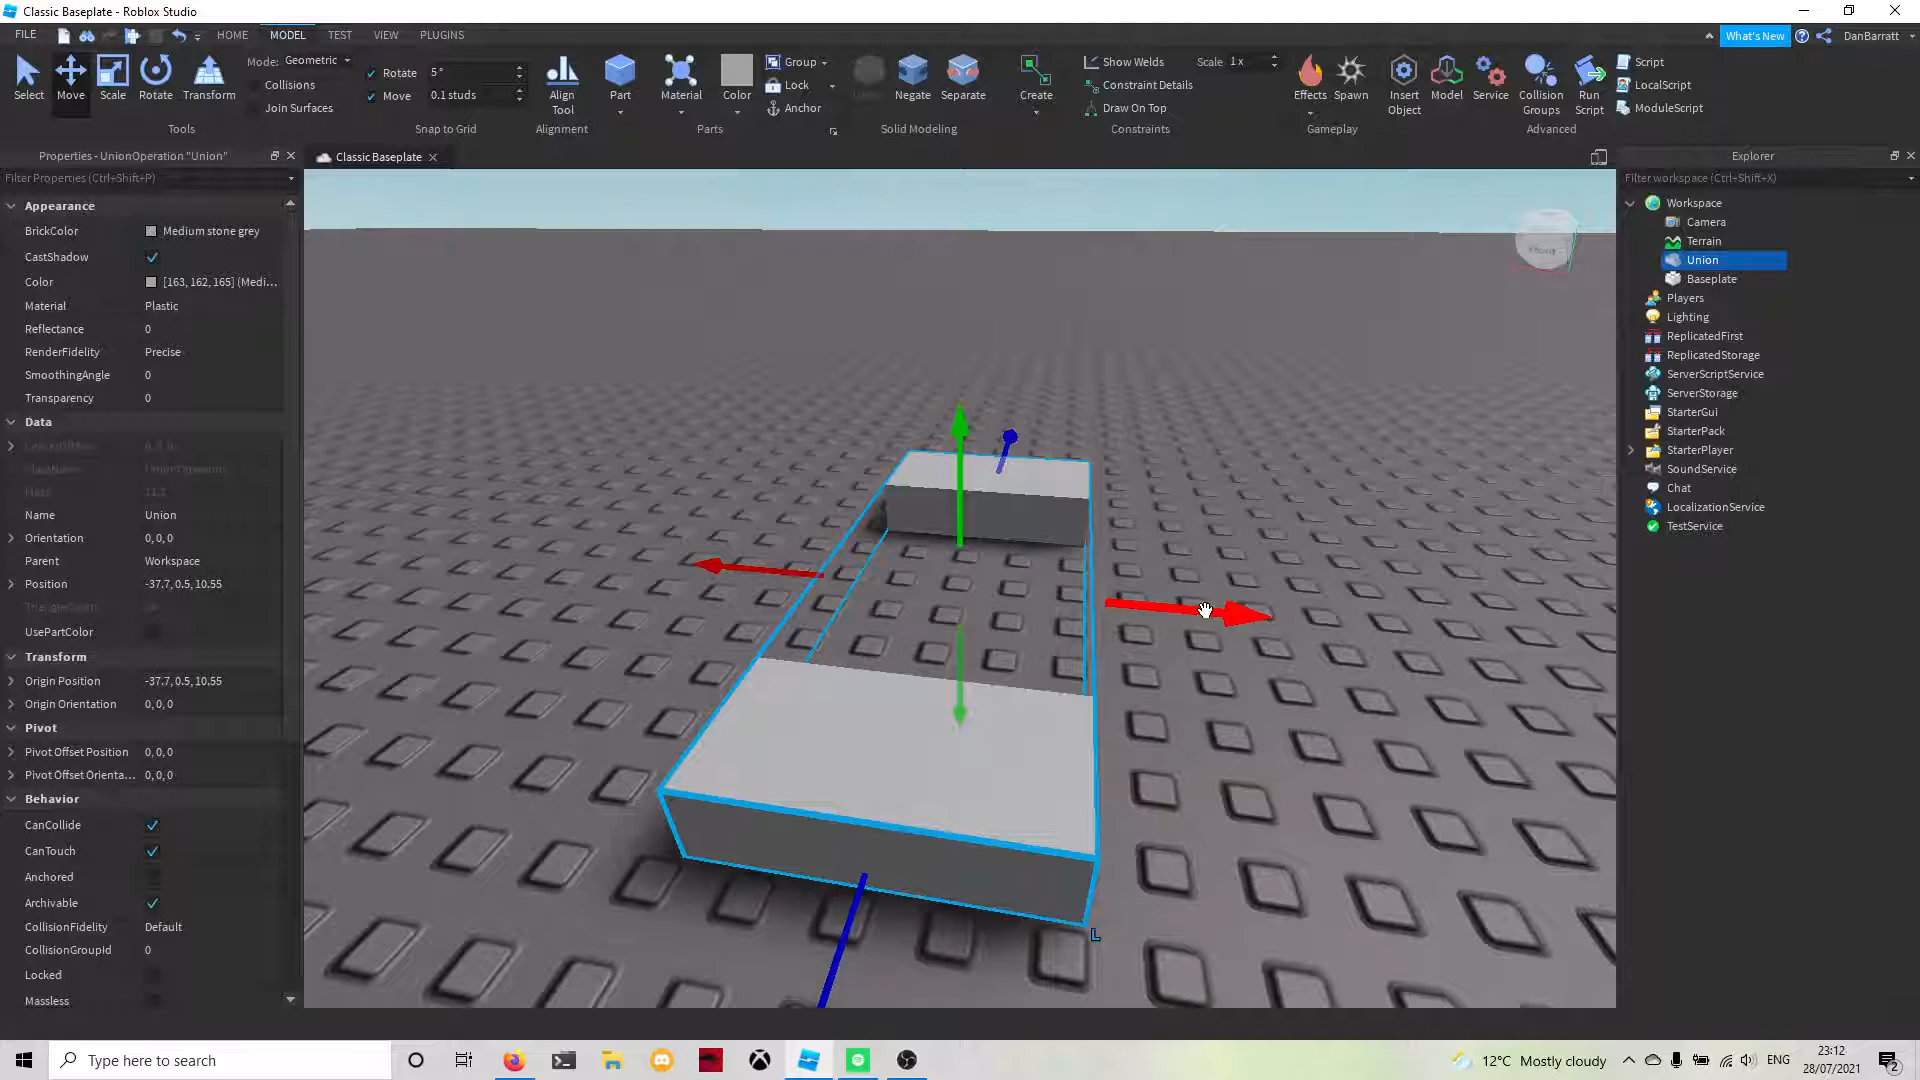 Classic Baseplate - Roblox Studio
FILE
HOME
MODEL
TEST
VIEW
PLUGINS
What's New
DanBarratt
Select
Move
Scale
Rotate
Transform
Tools
Mode: Geometric
Collisions
Join Surfaces
Rotate 5 °
Move 0.1 studs
Snap to Grid
Align Tool
Alignment
Part
Material
Color
Group
Lock
Anchor
Parts
Negate
Separate
Solid Modeling
Create
Show Welds
Scale 1 x
Constraint Details
Draw On Top
Constraints
Effects
Spawn
Gameplay
Insert Object
Model
Service
Collision Groups
Run Script
Script
LocalScript
ModuleScript
Advanced
Properties - UnionOperation "Union"
Filter Properties (Ctrl+Shift+P)
Appearance
BrickColor Medium stone grey
CastShadow
Color [163, 162, 165] (Medi...
Material Plastic
Reflectance 0
RenderFidelity Precise
SmoothingAngle 0
Transparency 0
Data
Name Union
Orientation 0, 0, 0
Parent Workspace
Position -37.7, 0.5, 10.55
UsePartColor
Transform
Origin Position -37.7, 0.5, 10.55
Origin Orientation 0, 0, 0
Pivot
Pivot Offset Position 0, 0, 0
Pivot Offset Orienta... 0, 0, 0
Behavior
CanCollide
CanTouch
Anchored
Archivable
CollisionFidelity Default
CollisionGroupId 0
Locked
Massless
Classic Baseplate
L
Explorer
Filter workspace (Ctrl+Shift+X)
Workspace
Camera
Terrain
Union
Baseplate
Players
Lighting
ReplicatedFirst
ReplicatedStorage
ServerScriptService
ServerStorage
StarterGui
StarterPack
StarterPlayer
SoundService
Chat
LocalizationService
TestService
Type here to search
12°C Mostly cloudy
ENG
23:12
28/07/2021
2